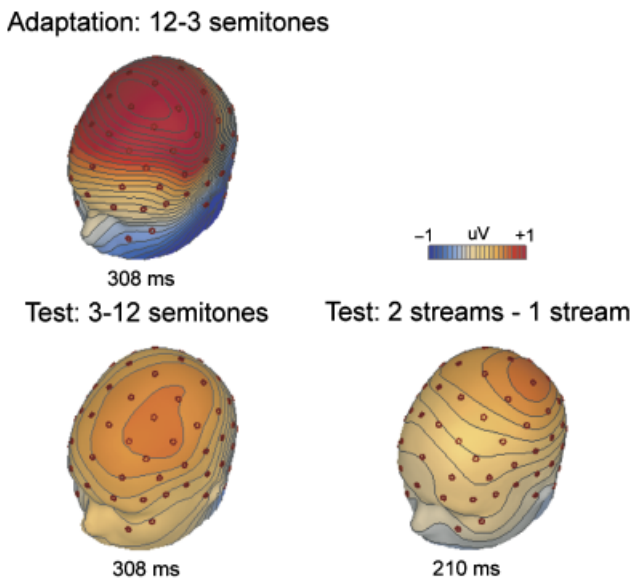 Adaptation: 12-3 semitones
−1 uV +1
308 ms
Test: 3-12 semitones
Test: 2 streams - 1 stream
308 ms
210 ms